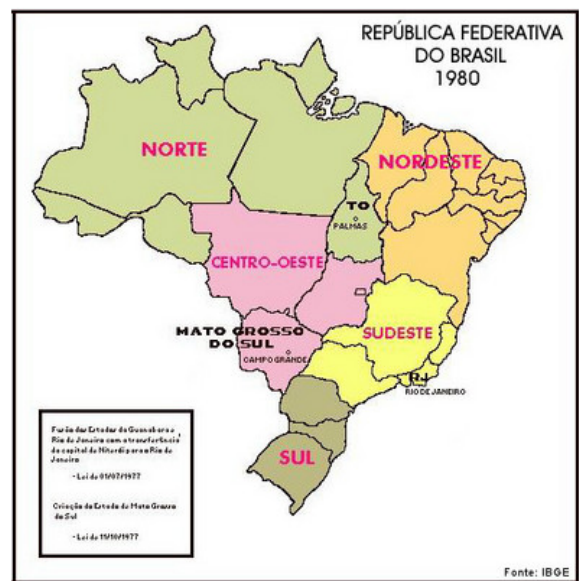 REPÚBLICA FEDERATIVA
DO BRASIL
1980
NORTE
NORDESTE
TO
PALMAS
CENTRO-OESTE
MATO GROSSO
DO SUL
CAMPO GRANDE
SUDESTE
RJ
RIO DE JANEIRO
SUL
Fusão dos Estados da Guanabara e
Rio de Janeiro com a transferência
da capital de Niterói para o Rio de
Janeiro
- Lei de 01/07/1977
Criação do Estado do Mato Grosso
do Sul
- Lei de 11/10/1977
Fonte: IBGE